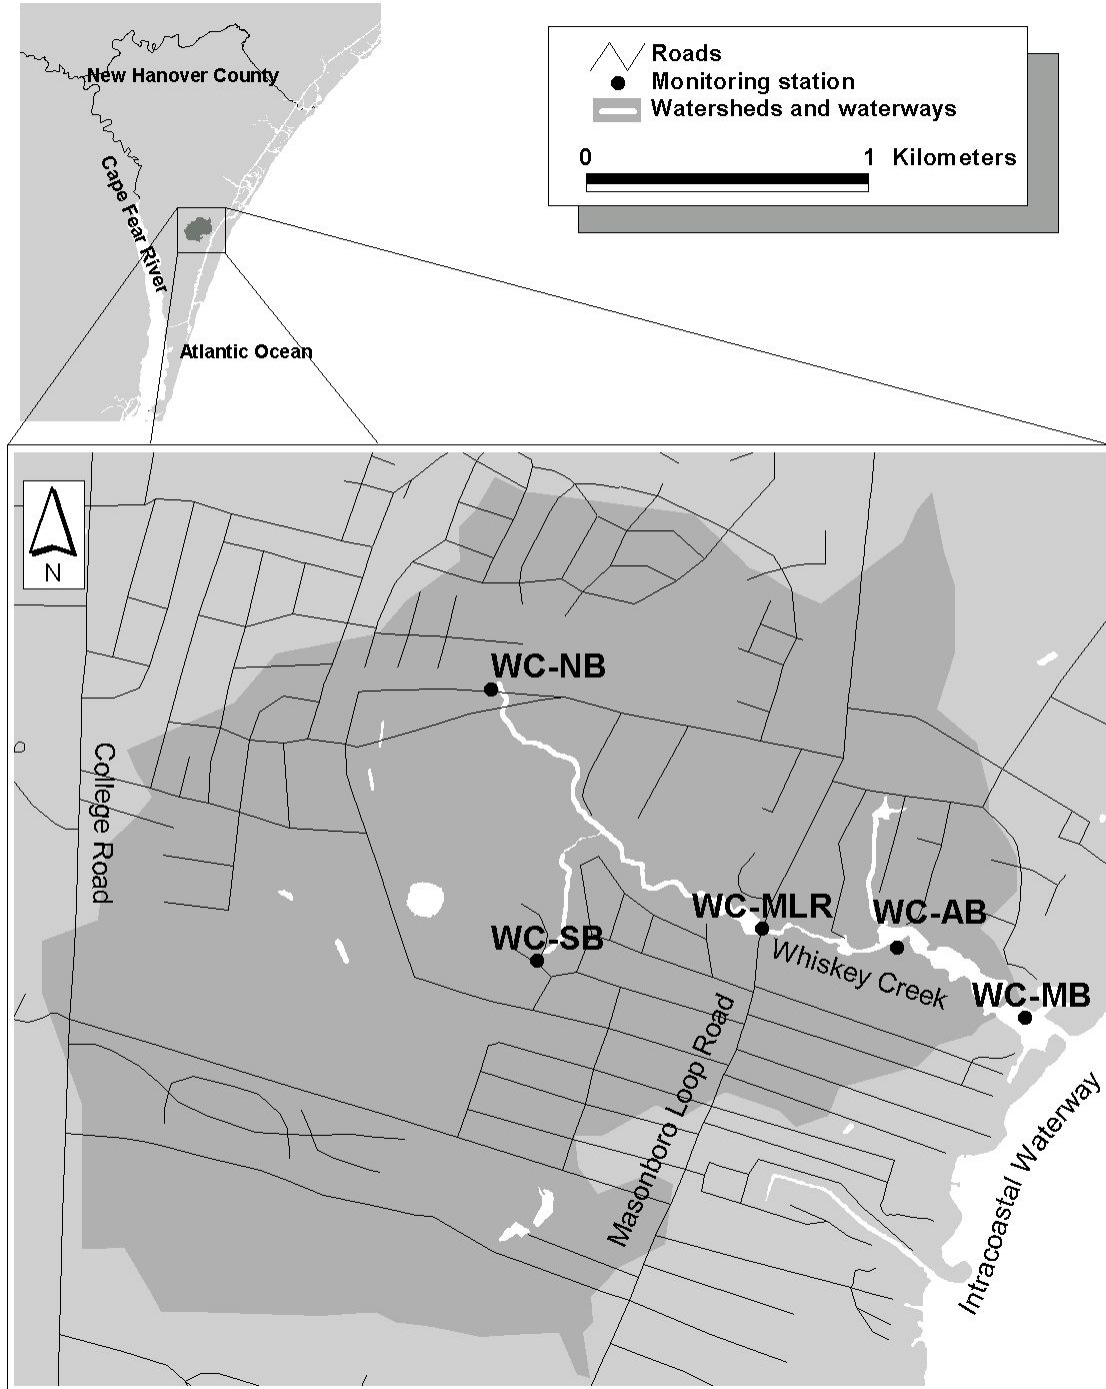 New Hanover County
Cape Fear River
Atlantic Ocean
Roads
Monitoring station
Watersheds and waterways
0 1 Kilometers
N
WC-NB
College Road
WC-SB
WC-MLR
WC-AB
Whiskey Creek
WC-MB
Masonboro Loop Road
Intracoastal Waterway